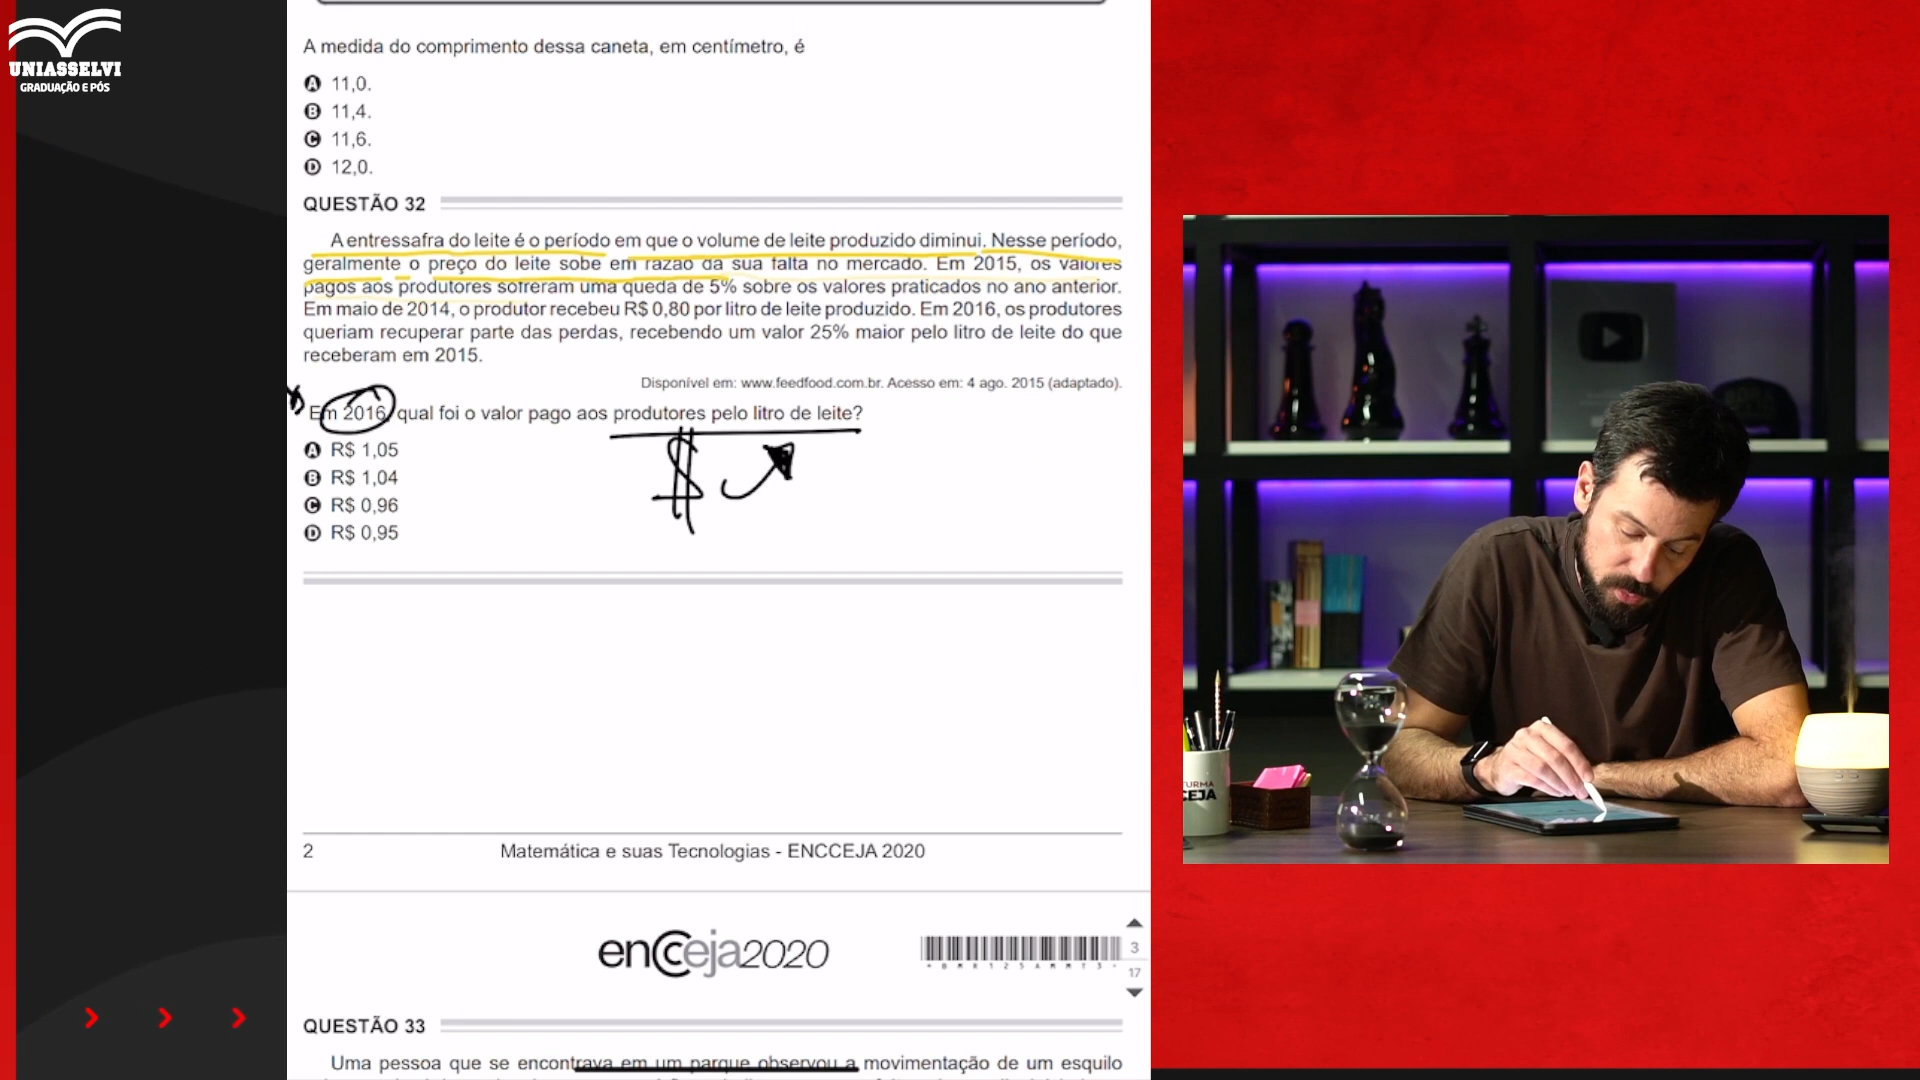 UNIASSELVI
GRADUAÇÃO E PÓS
A medida do comprimento dessa caneta, em centímetro, é
A 11,0.
B 11,4.
C 11,6.
D 12,0.
QUESTÃO 32
A entressafra do leite é o período em que o volume de leite produzido diminui. Nesse período,
geralmente o preço do leite sobe em razão da sua falta no mercado. Em 2015, os valores
pagos aos produtores sofreram uma queda de 5% sobre os valores praticados no ano anterior.
Em maio de 2014, o produtor recebeu R$ 0,80 por litro de leite produzido. Em 2016, os produtores
queriam recuperar parte das perdas, recebendo um valor 25% maior pelo litro de leite do que
receberam em 2015.
Disponível em: www.feedfood.com.br. Acesso em: 4 ago. 2015 (adaptado).
Em 2016, qual foi o valor pago aos produtores pelo litro de leite?
$
A R$ 1,05
B R$ 1,04
C R$ 0,96
D R$ 0,95
2 Matemática e suas Tecnologias - ENCCEJA 2020
encceja2020
3
17
QUESTÃO 33
Uma pessoa que se encontrava em um parque observou a movimentação de um esquilo
TURMA
CEJA